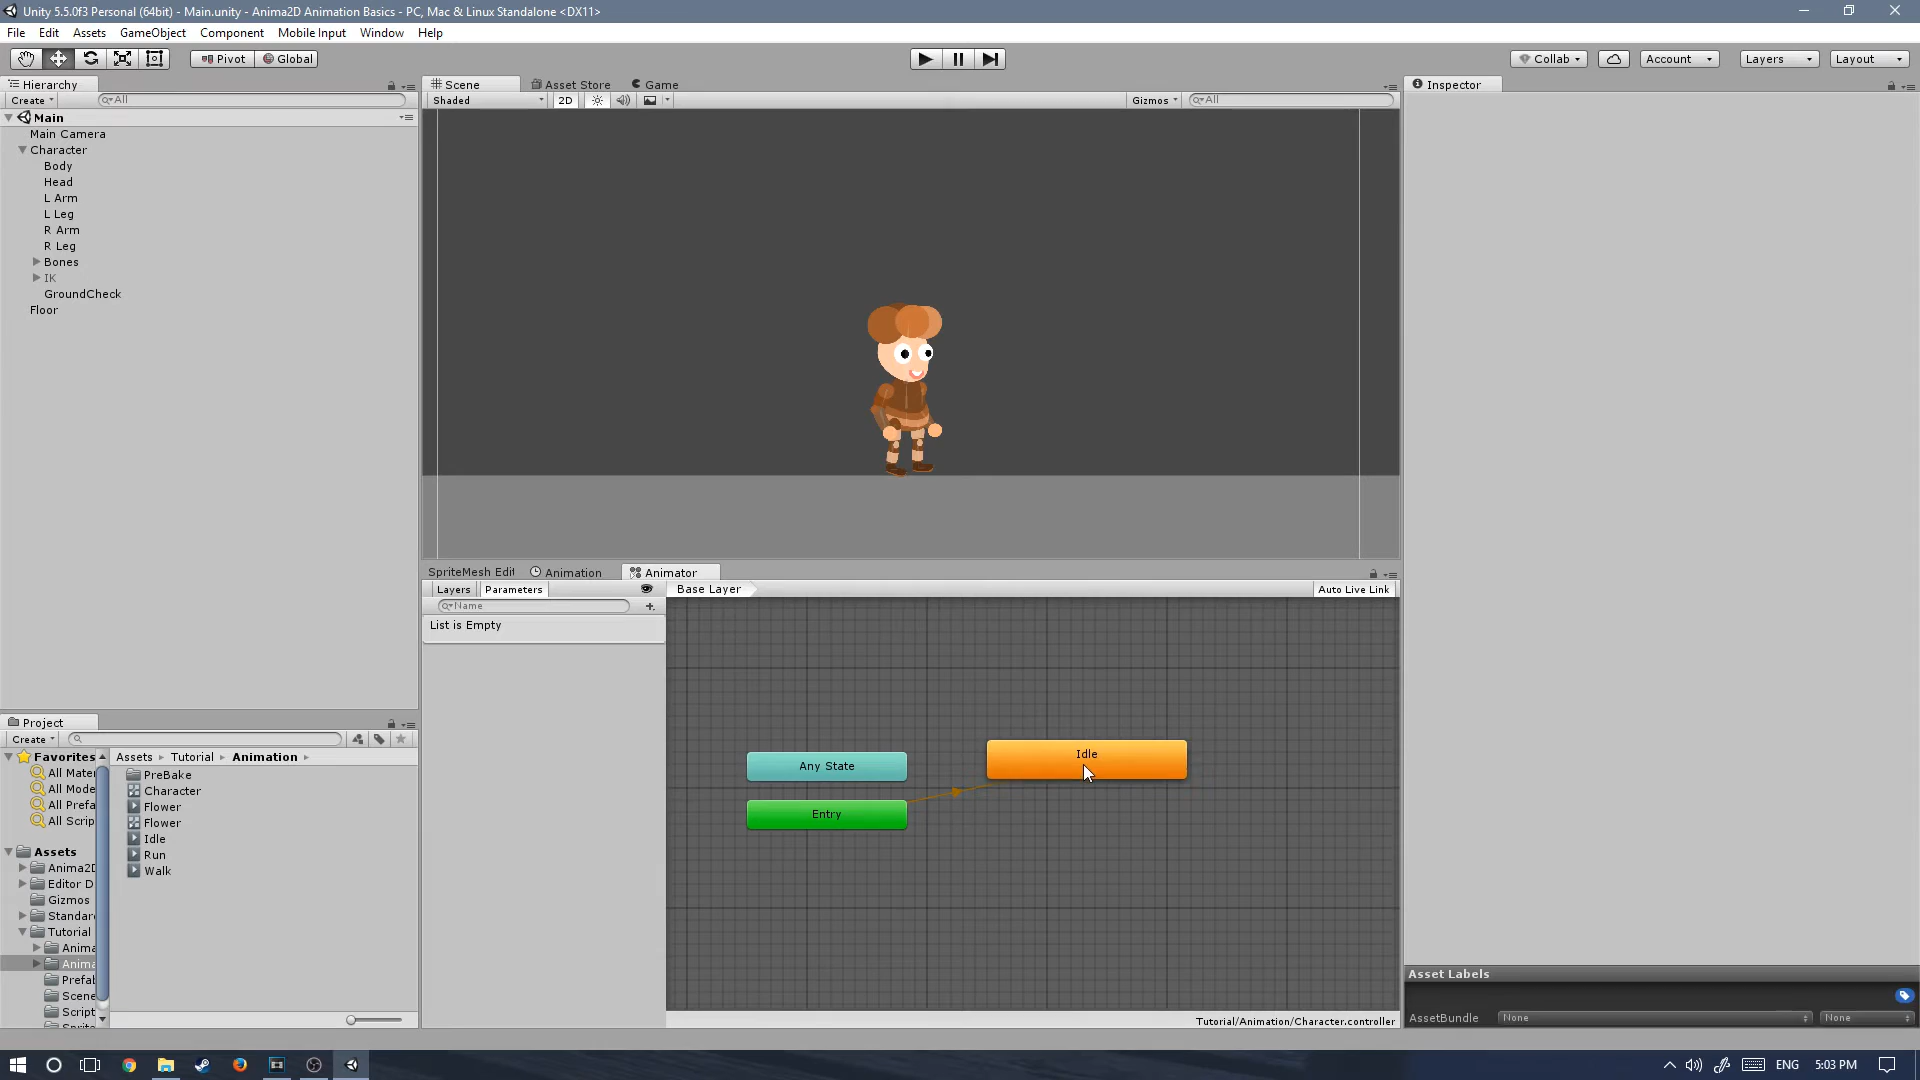 Unity 5.5.0f3 Personal (64bit) - Main.unity - Anima2D Animation Basics - PC, Mac & Linux Standalone <DX11>
File Edit Assets GameObject Component Mobile Input Window Help
Pivot Global Collab Account Layers Layout
Hierarchy
Create All
Main
Main Camera
Character
Body
Head
L Arm
L Leg
R Arm
R Leg
Bones
IK
GroundCheck
Floor
Scene Asset Store Game
Shaded 2D Gizmos All
Inspector
SpriteMesh Edit Animation Animator
Layers Parameters Base Layer Auto Live Link
Name
List is Empty
Any State
Entry
Idle
Tutorial/Animation/Character.controller
Project
Create
Favorites
All Mater
All Mode
All Prefa
All Scrip
Assets
Anima2D
Editor D
Gizmos
Standar
Tutorial
Anima
Anima
Prefab
Scene
Script
Assets Tutorial Animation
PreBake
Character
Flower
Flower
Idle
Run
Walk
Asset Labels
AssetBundle None None
ENG 5:03 PM